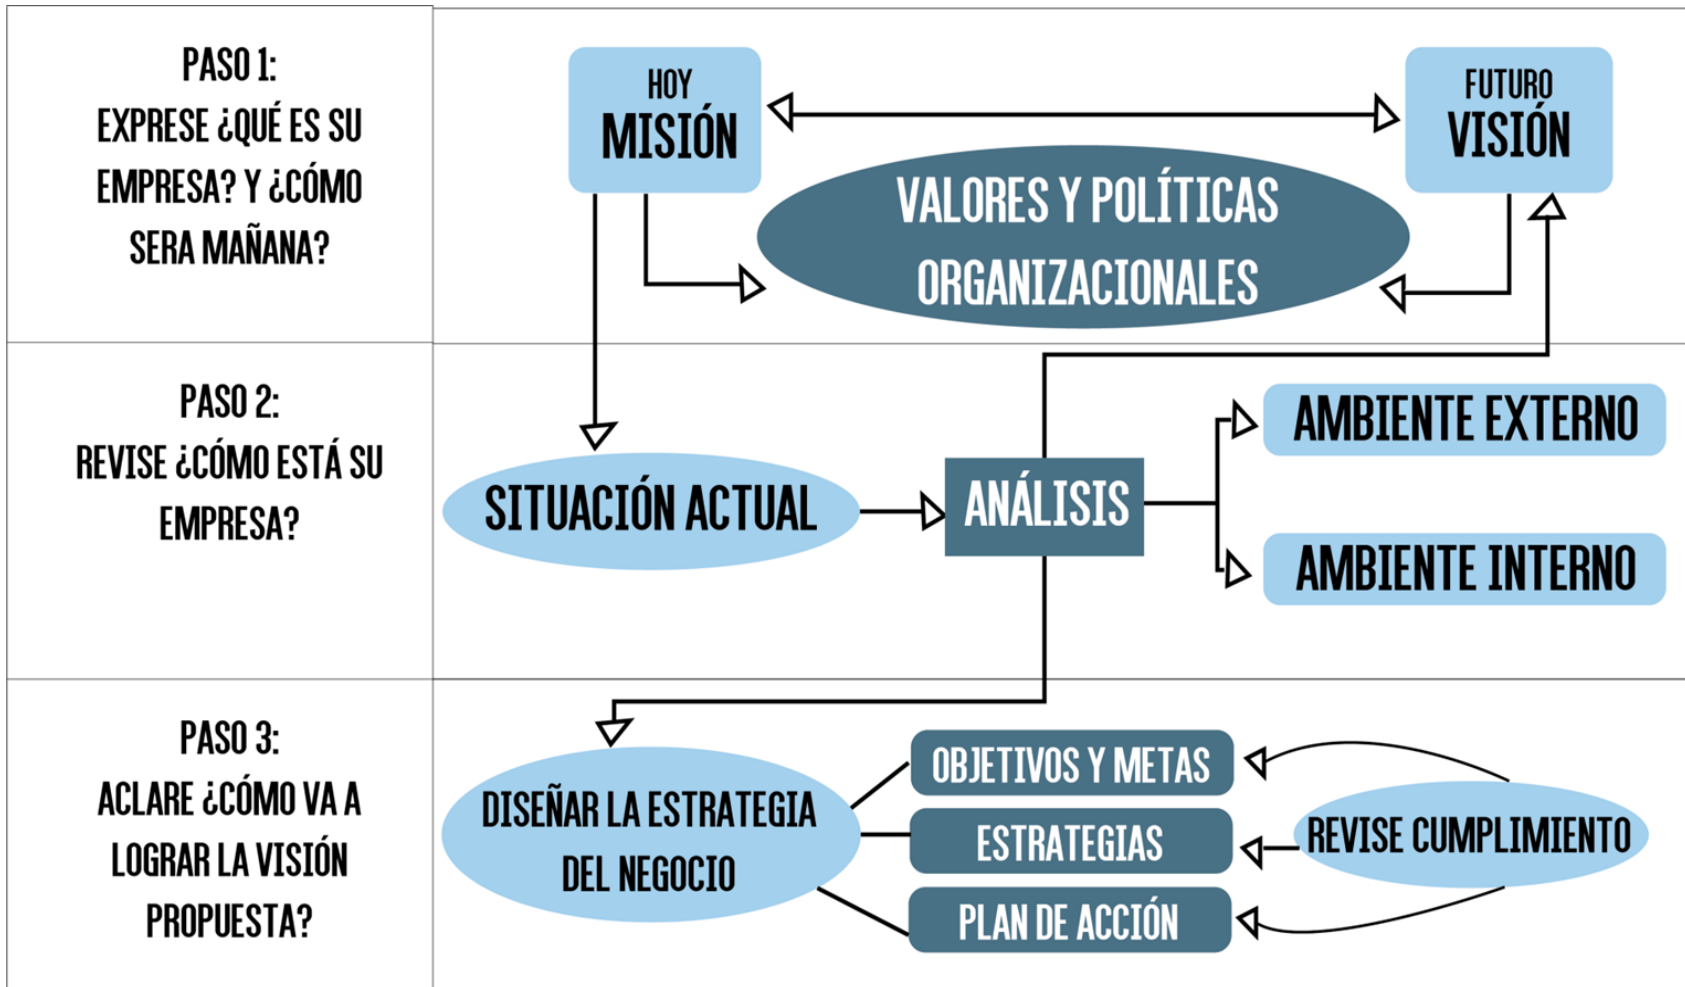 PASO 1:
EXPRESE ¿QUÉ ES SU
EMPRESA? Y ¿CÓMO
SERA MAÑANA?
HOY
MISIÓN
FUTURO
VISIÓN
VALORES Y POLÍTICAS
ORGANIZACIONALES
PASO 2:
REVISE ¿CÓMO ESTÁ SU
EMPRESA?
SITUACIÓN ACTUAL
ANÁLISIS
AMBIENTE EXTERNO
AMBIENTE INTERNO
PASO 3:
ACLARE ¿CÓMO VA A
LOGRAR LA VISIÓN
PROPUESTA?
DISEÑAR LA ESTRATEGIA
DEL NEGOCIO
OBJETIVOS Y METAS
ESTRATEGIAS
PLAN DE ACCIÓN
REVISE CUMPLIMIENTO